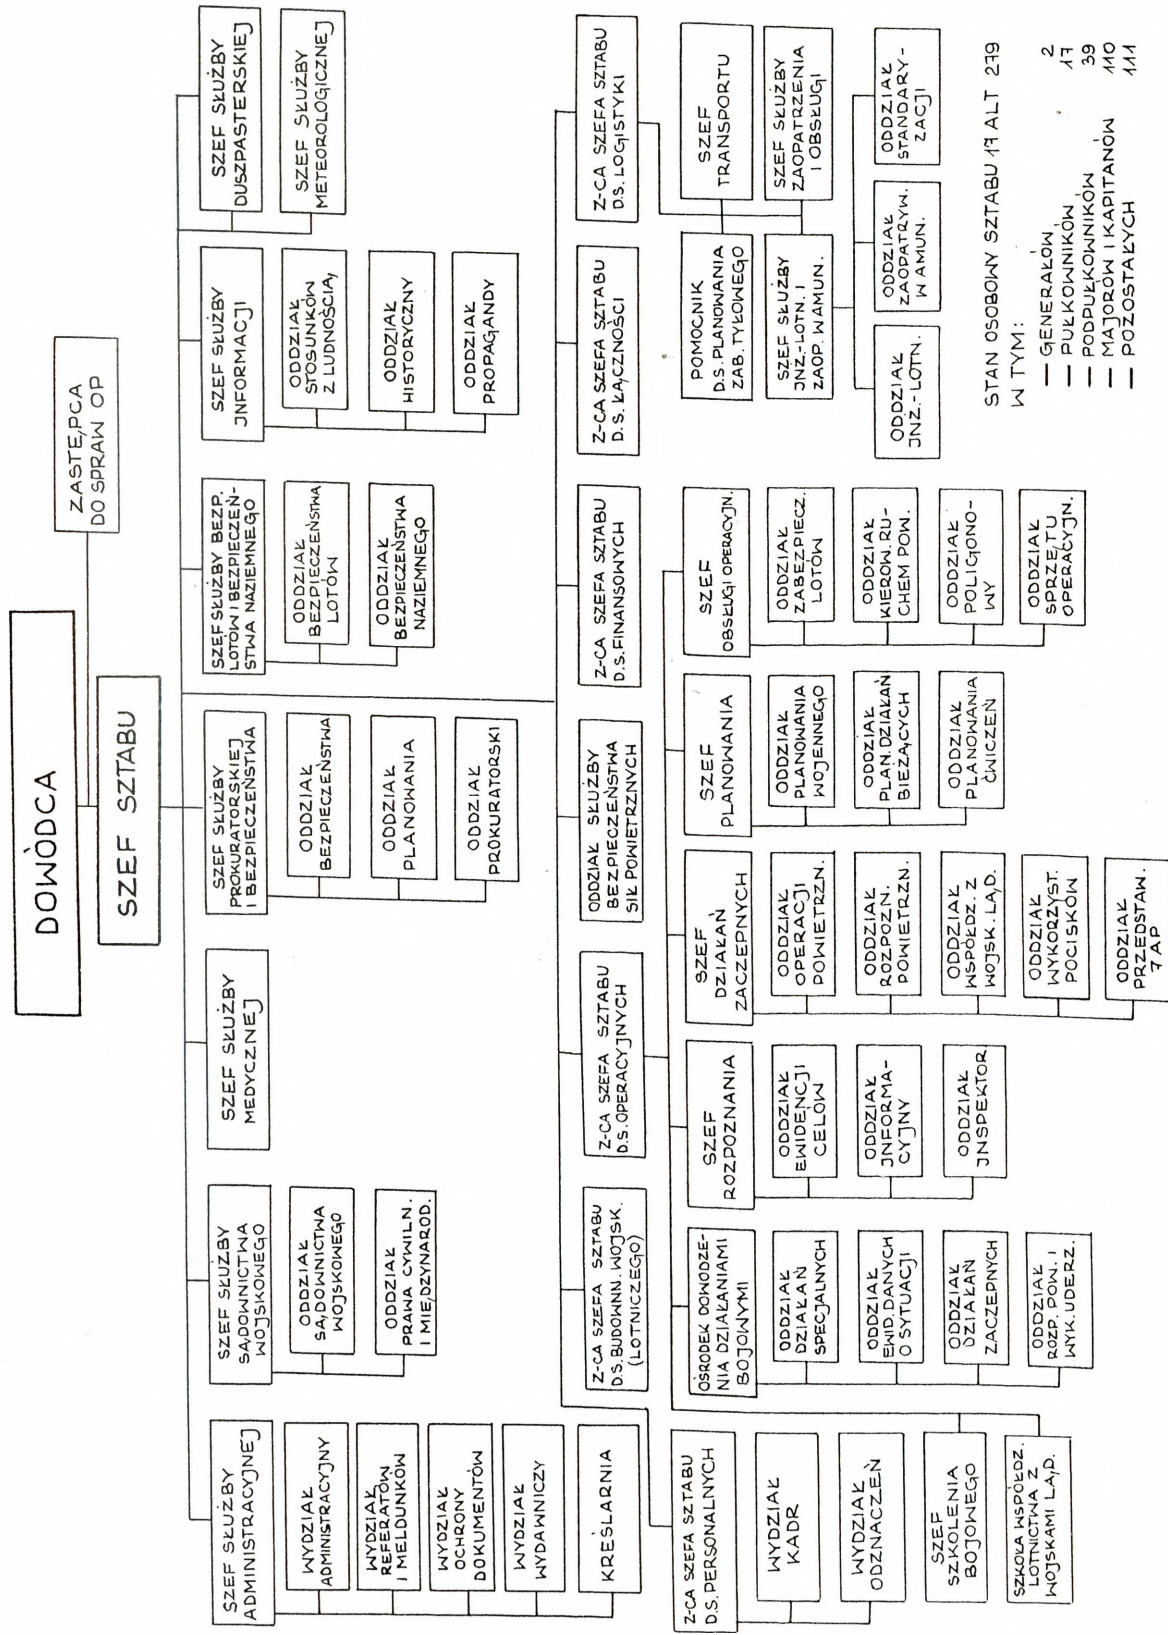 DOWÓDCA
ZASTĘPCA
DO SPRAW OP
SZEF SZTABU
SZEF SŁUŻBY
ADMINISTRACYJNEJ
WYDZIAŁ
ADMINISTRACYJNY
WYDZIAŁ
REFERATÓW
I MELDUNKÓW
WYDZIAŁ
OCHRONY
DOKUMENTÓW
WYDZIAŁ
WYDAWNICZY
KREŚLARNIA
SZEF SŁUŻBY
SĄDOWNICTWA
WOJSKOWEGO
ODDZIAŁ
SĄDOWNICTWA
WOJSKOWEGO
ODDZIAŁ
PRAWA CYWILN.
I MIĘDZYNAROD.
SZEF SŁUŻBY
MEDYCZNEJ
SZEF SŁUŻBY
PROKURATORSKIEJ
I BEZPIECZEŃSTWA
ODDZIAŁ
BEZPIECZEŃSTWA
ODDZIAŁ
PLANOWANIA
ODDZIAŁ
PROKURATORSKI
SZEF SŁUŻBY BEZP.
LOTÓW I BEZPIECZEŃ-
STWA NAZIEMNEGO
ODDZIAŁ
BEZPIECZEŃSTWA
LOTÓW
ODDZIAŁ
BEZPIECZEŃSTWA
NAZIEMNEGO
SZEF SŁUŻBY
JNFORMACJI
ODDZIAŁ
STOSUNKÓW
Z LUDNOŚCIĄ
ODDZIAŁ
HISTORYCZNY
ODDZIAŁ
PROPAGANDY
SZEF SŁUŻBY
DUSZPASTERSKIEJ
SZEF SŁUŻBY
METEOROLOGICZNEJ
Z-CA SZEFA SZTABU
D.S. PERSONALNYCH
WYDZIAŁ
KADR
WYDZIAŁ
ODZNACZEŃ
SZEF
SZKOLENIA
BOJOWEGO
SZKOŁA WSPÓŁDZ.
LOTNICTWA Z
WOJSKAMI LĄD.
Z-CA SZEFA SZTABU
D.S. BUDOWNN. WOJSK.
(LOTNICZEGO)
Z-CA SZEFA SZTABU
D.S. OPERACYJNYCH
ODDZIAŁ SŁUŻBY
BEZPIECZEŃSTWA
SIŁ POWIETRZNYCH
Z-CA SZEFA SZTABU
D.S. FINANSOWYCH
Z-CA SZEFA SZTABU
D.S. ŁĄCZNOŚCI
Z-CA SZEFA SZTABU
D.S. LOGISTYKI
OŚRODEK DOWODZE-
NIA DZIAŁANIAMI
BOJOWYMI
ODDZIAŁ
DZIAŁAŃ
SPECJALNYCH
ODDZIAŁ
EWID. DANYCH
O SYTUACJI
ODDZIAŁ
DZIAŁAŃ
ZACZEPNYCH
ODDZIAŁ
ROZP. POW. I
WYK. UDERZ.
SZEF
ROZPOZNANIA
ODDZIAŁ
EWIDENCJI
CELÓW
ODDZIAŁ
JNFORMA-
CYJNY
ODDZIAŁ
JNSPEKTOR
SZEF
DZIAŁAŃ
ZACZEPNYCH
ODDZIAŁ
OPERACJI
POWIETRZN.
ODDZIAŁ
ROZPOZN.
POWIETRZN.
ODDZIAŁ
WSPÓŁDZ. Z
WOJSK. LĄD.
ODDZIAŁ
WYKORZYST.
POCISKÓW
ODDZIAŁ
PRZEDSTAW.
7 AP
SZEF
PLANOWANIA
ODDZIAŁ
PLANOWANIA
WOJENNEGO
ODDZIAŁ
PLAN. DZIAŁAŃ
BIEŻĄCYCH
ODDZIAŁ
PLANOWANIA
ĆWICZEŃ
SZEF
OBSŁUGI OPERACYJN.
ODDZIAŁ
ZABEZPIECZ.
LOTÓW
ODDZIAŁ
KIEROW. RU-
CHEM POW.
ODDZIAŁ
POLIGONO-
WY
ODDZIAŁ
SPRZĘTU
OPERACYJN.
POMOCNIK
D.S. PLANOWANIA
ZAB. TYŁOWEGO
SZEF
TRANSPORTU
SZEF SŁUŻBY
JNŻ.-LOTN. I
ZAOP. W AMUN.
SZEF SŁUŻBY
ZAOPATRZENIA
I OBSŁUGI
ODDZIAŁ
JNŻ.-LOTN.
ODDZIAŁ
ZAOPATRYW.
W AMUN.
ODDZIAŁ
STANDARY-
ZACJI
STAN OSOBOWY SZTABU 17 ALT 279
W TYM:
— GENERAŁÓW 2
— PUŁKOWNIKÓW 17
— PODPUŁKOWNIKÓW 39
— MAJORÓW I KAPITANÓW 110
— POZOSTAŁYCH 111